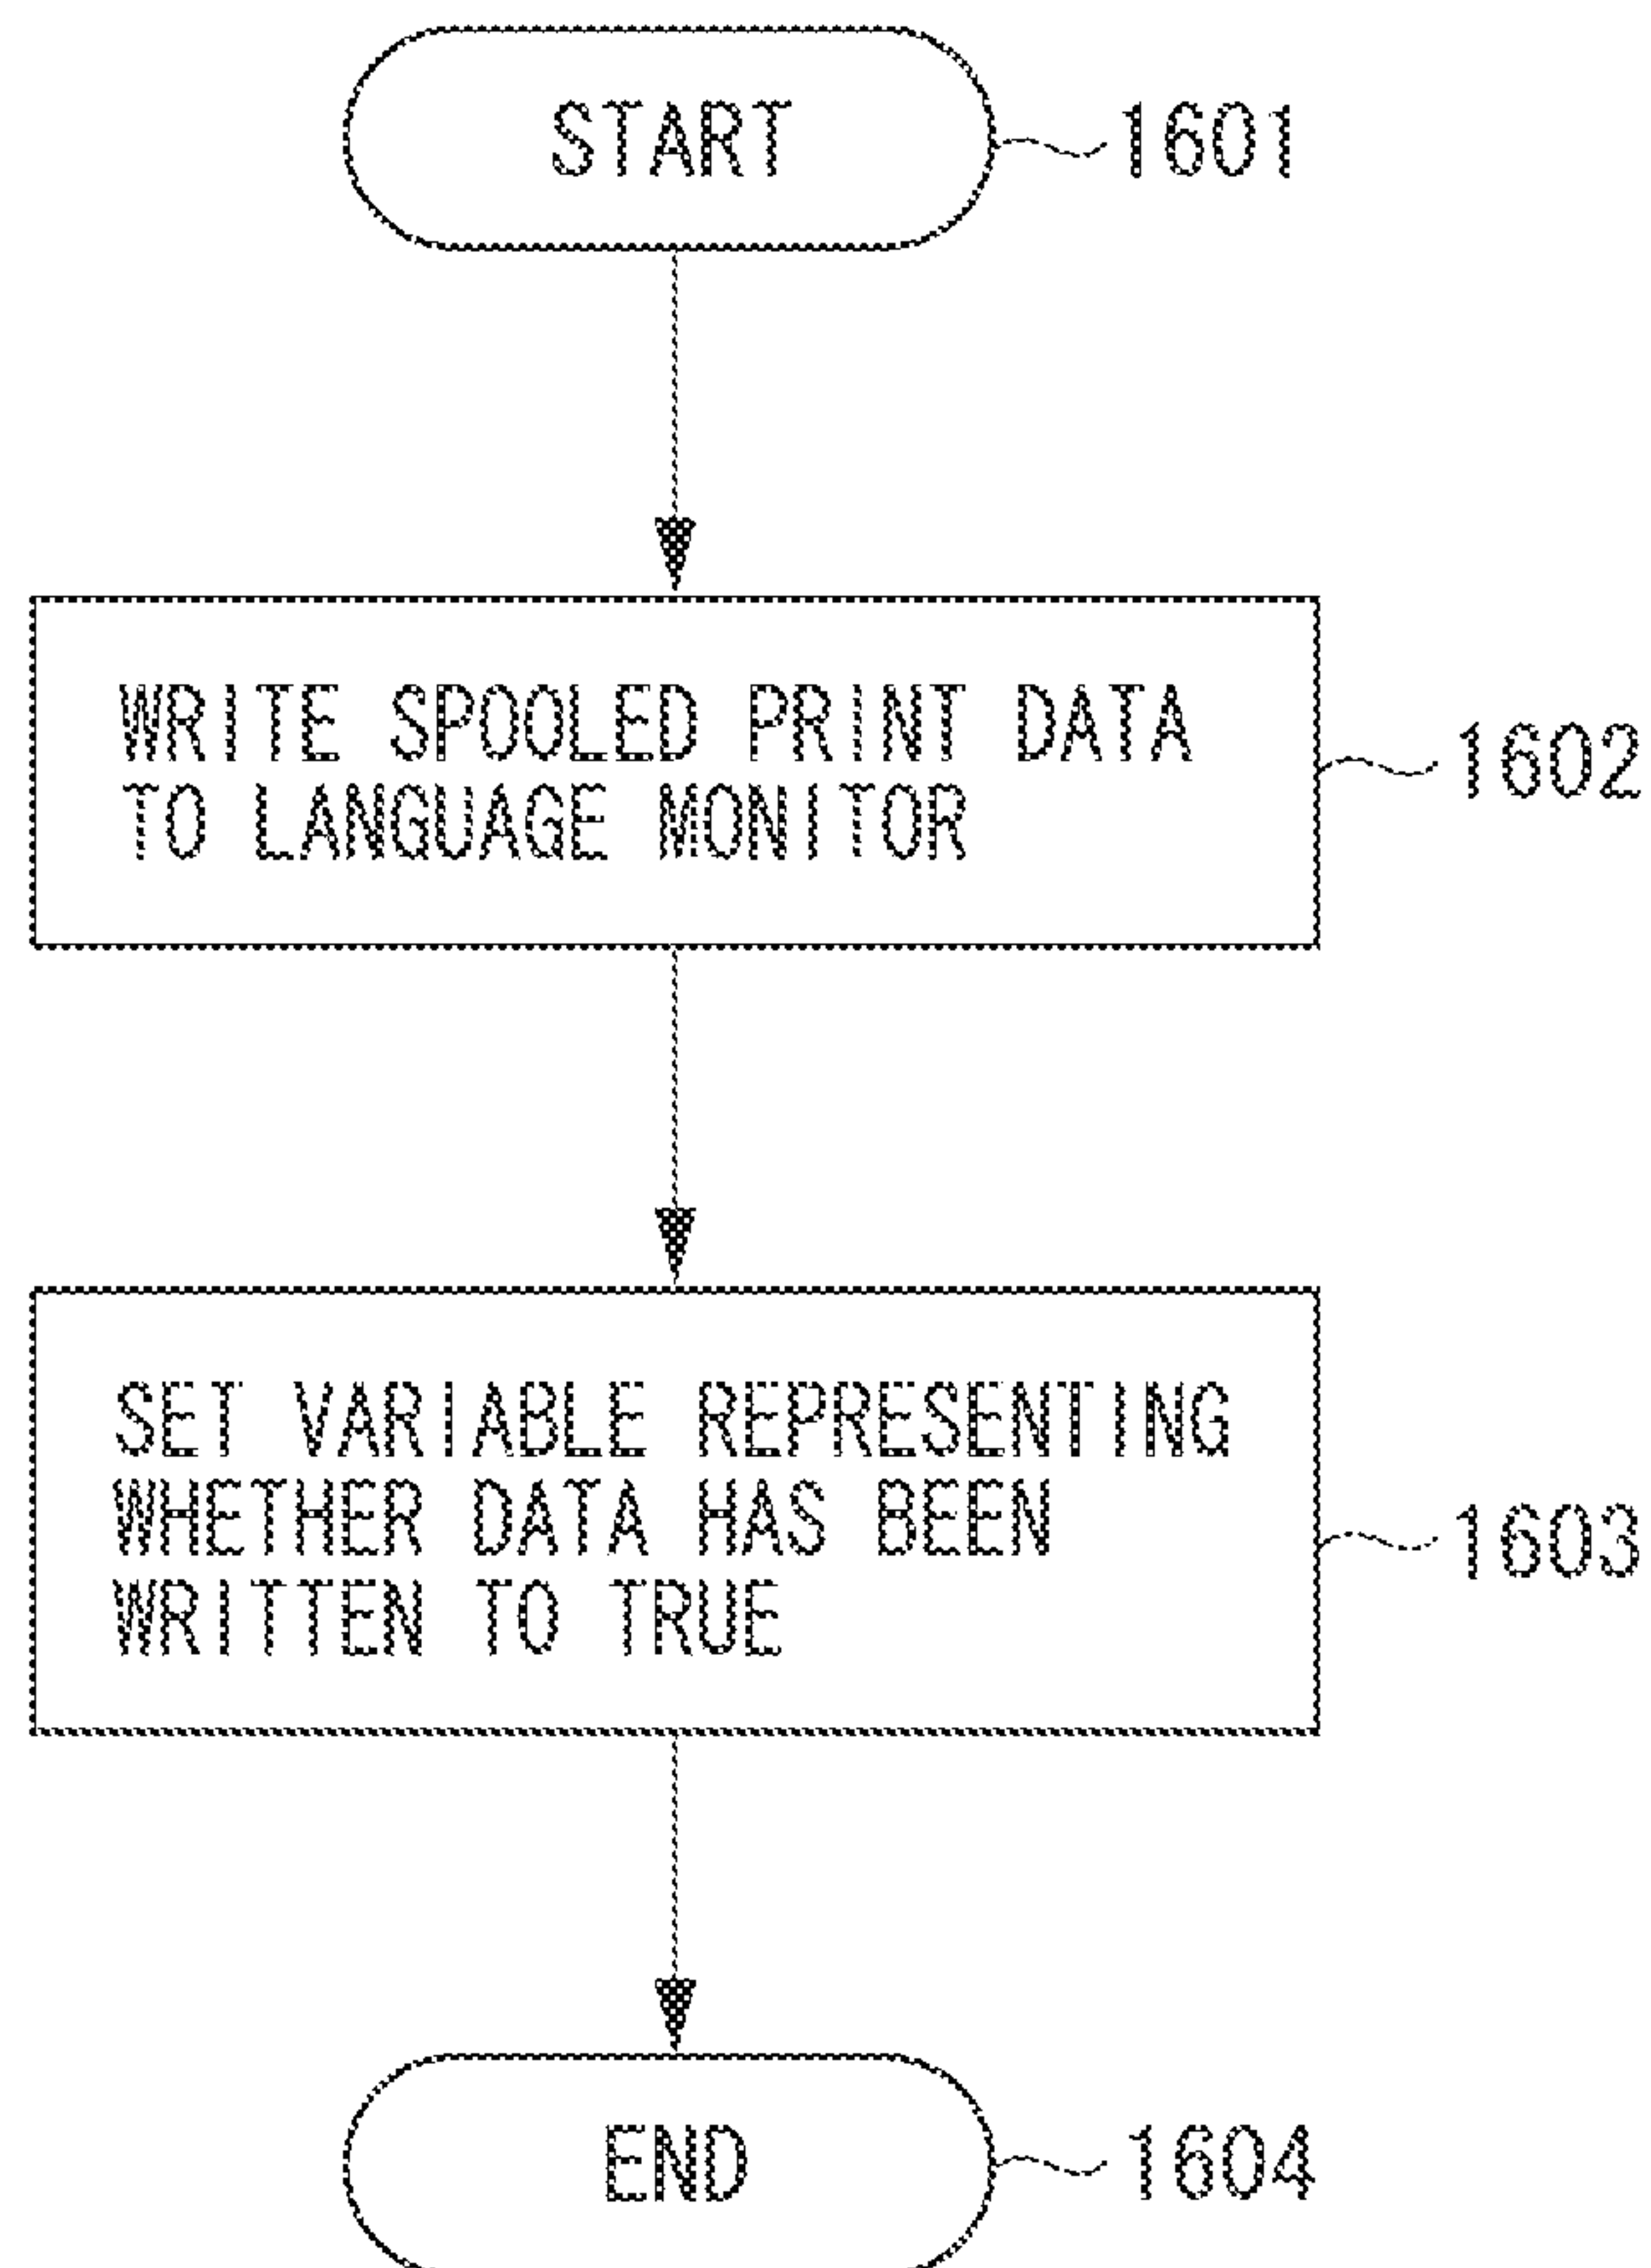 START
1601
WRITE SPOOLED PRINT DATA
TO LANGUAGE MONITOR
1602
SET VARIABLE REPRESENTING
WHETHER DATA HAS BEEN
WRITTEN TO TRUE
1603
END
1604